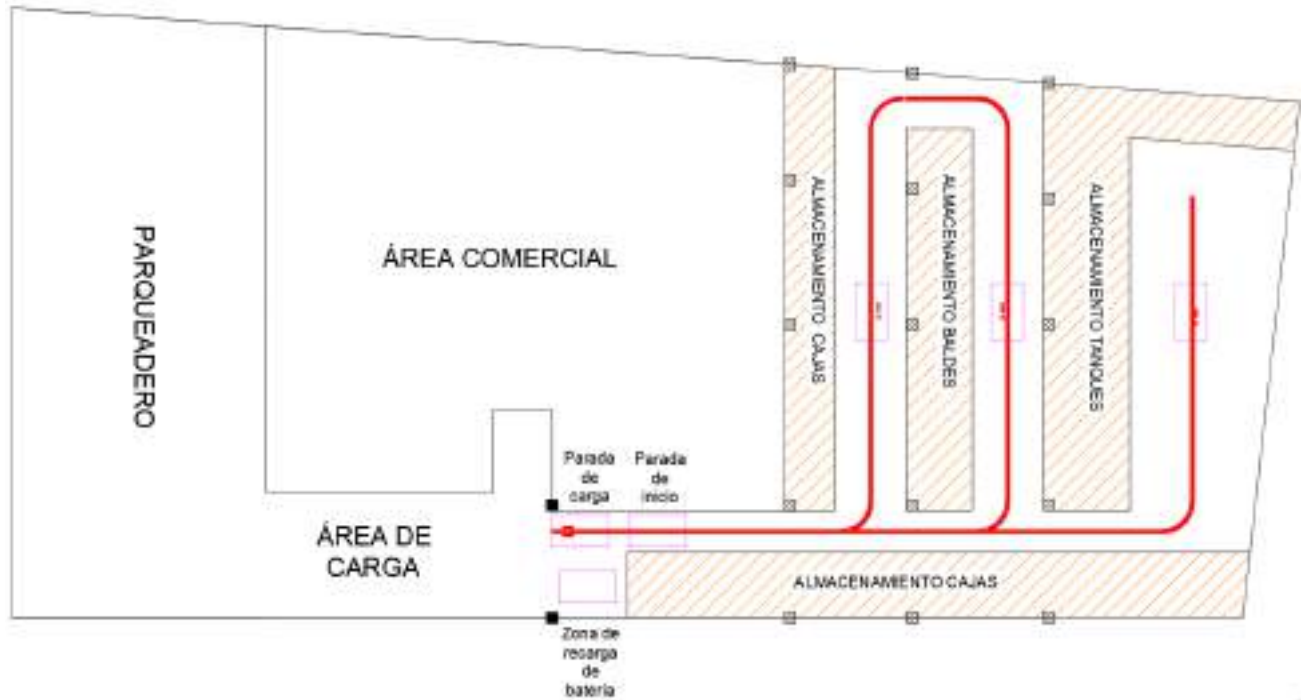 PARQUEADERO
ÁREA COMERCIAL
ALMACENAMIENTO CAJAS
ALMACENAMIENTO BALDES
ALMACENAMIENTO TANQUES
Parada
de
carga
Parada
de
inicio
ÁREA DE
CARGA
ALMACENAMIENTO CAJAS
Zona de
recarga
de
batería